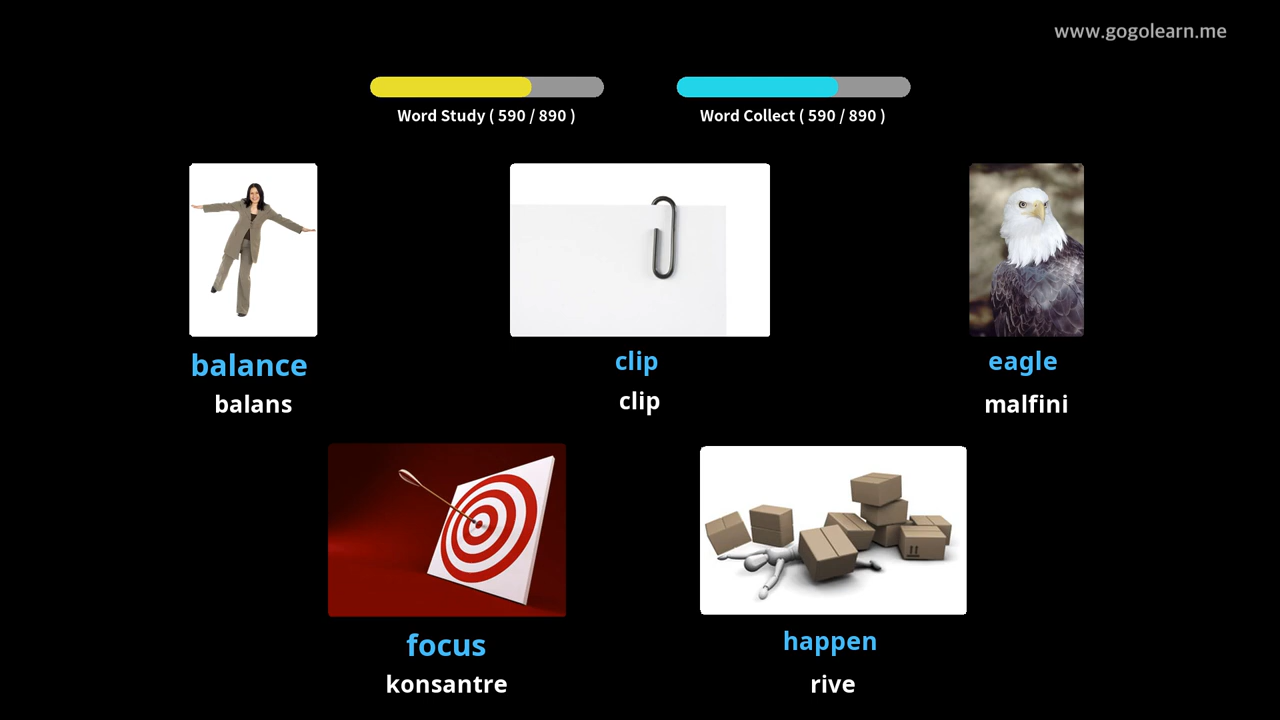 www.gogolearn.me
Word Study ( 590 / 890 )
Word Collect ( 590 / 890 )
balance
balans
clip
clip
eagle
malfini
focus
konsantre
happen
rive